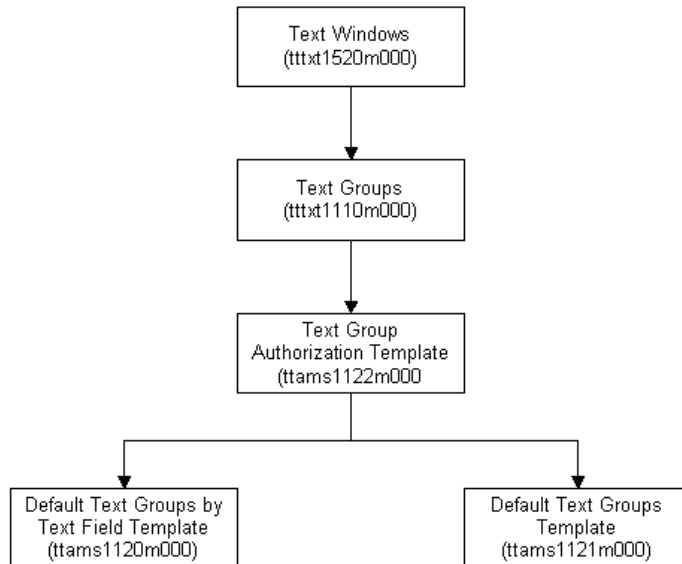 Text Windows
(tttxt1520m000)
Text Groups
(tttxt1110m000)
Text Group
Authorization Template
(ttams1122m000
Default Text Groups by
Text Field Template
(ttams1120m000)
Default Text Groups
Template
(ttams1121m000)